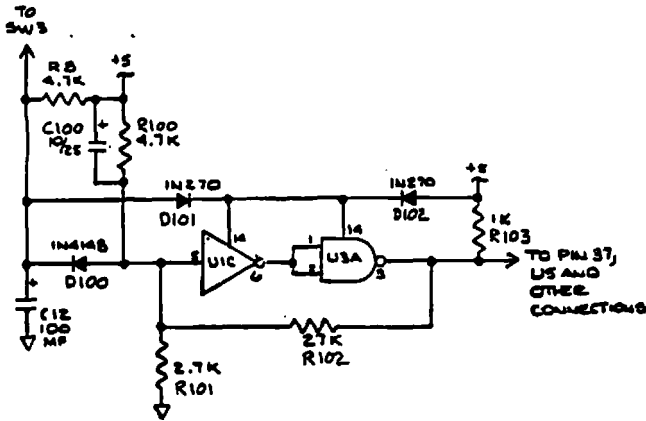 TO
SW3
R8
4.7K
+5
C100
10/25
R100
4.7K
1N270
D101
1N270
D102
+5
1K
R103
1N4148
D100
14
14
5
U1C
6
1
2
U3A
3
TO PIN 37,
U5 AND
OTHER
CONNECTIONS
C12
100
MF
27K
R102
2.7K
R101